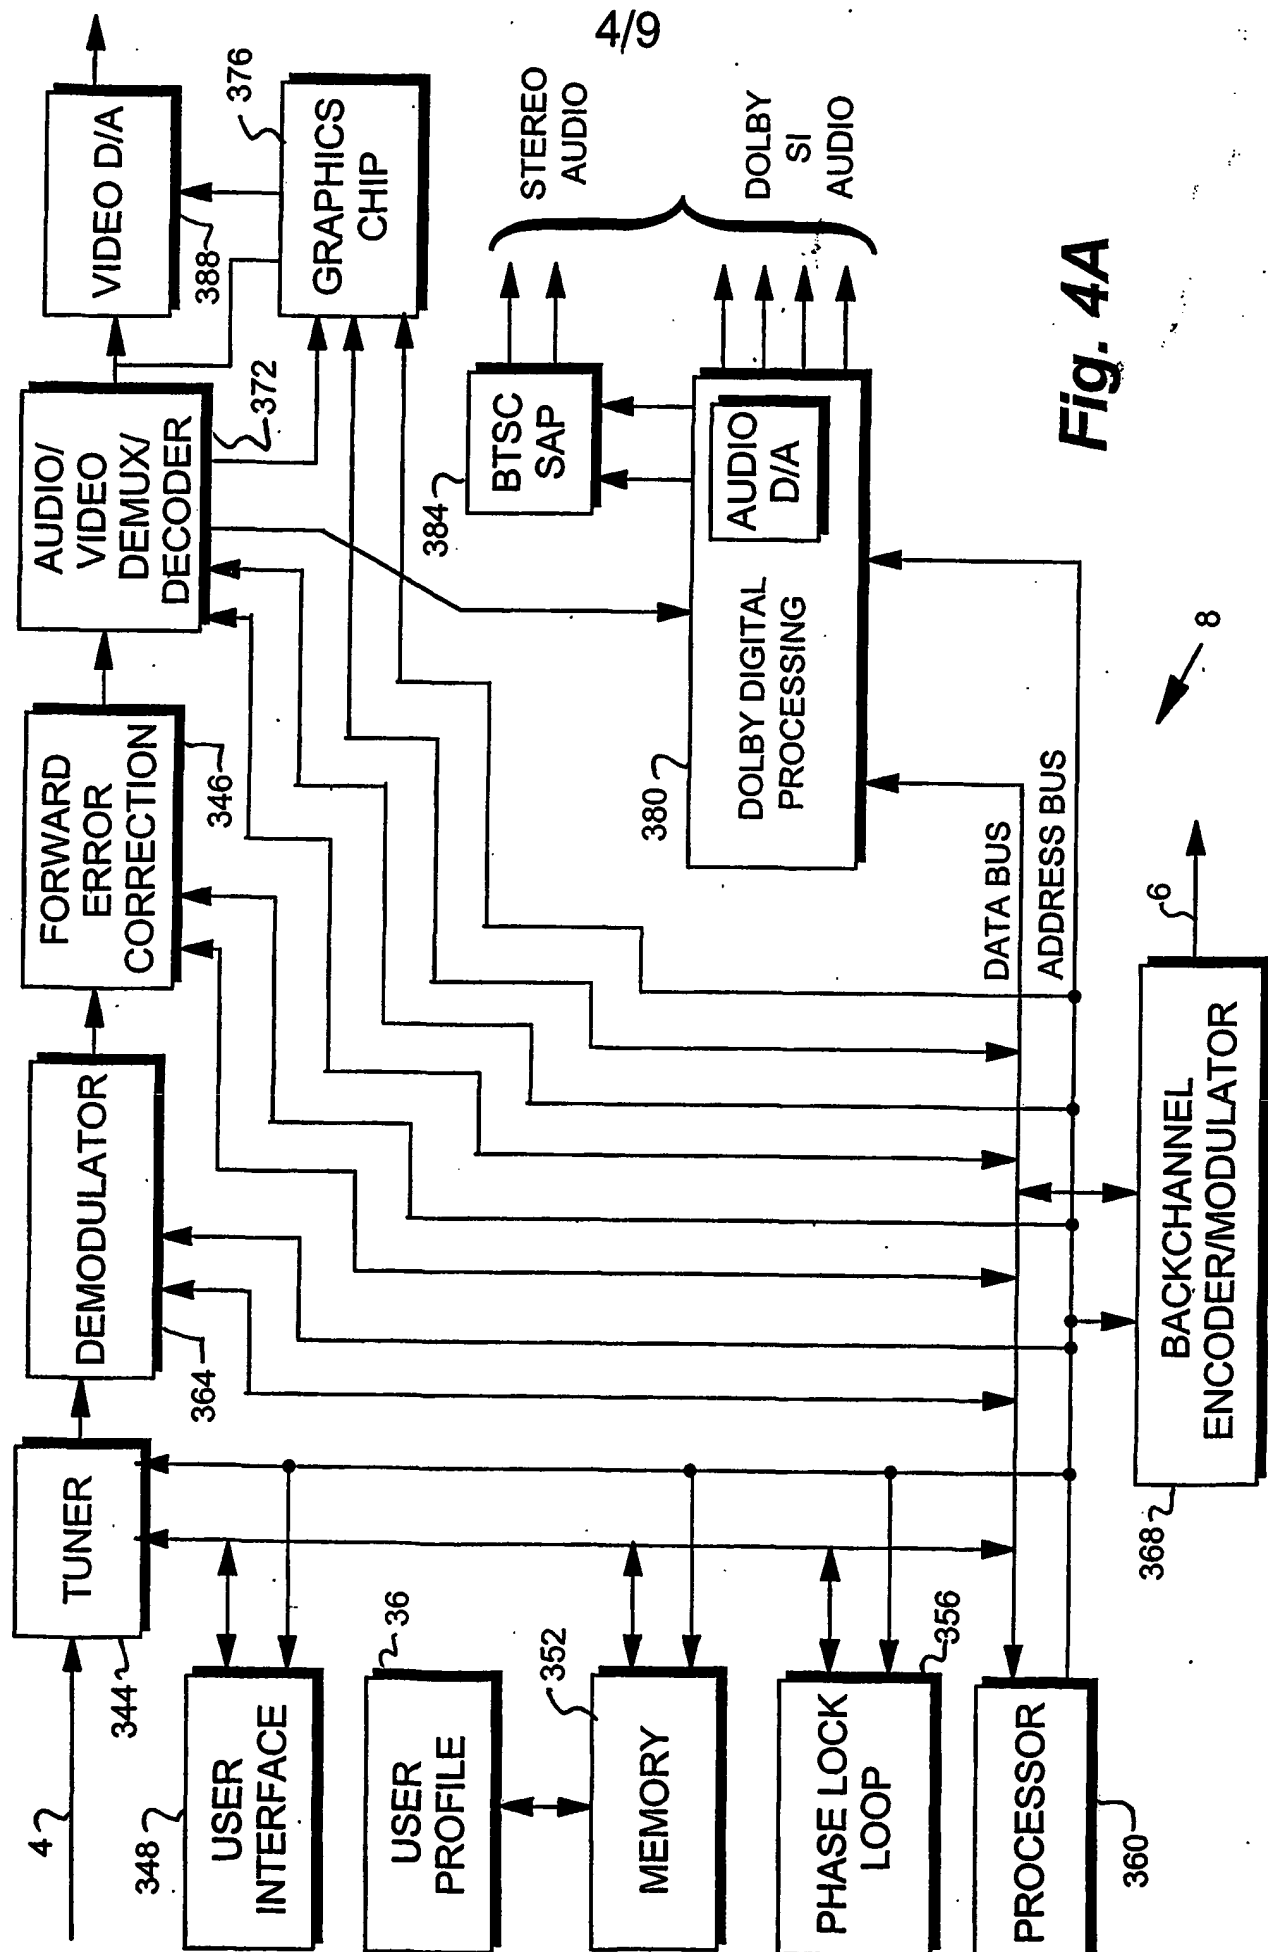 4/9
4
TUNER
344
DEMODULATOR
364
FORWARD
ERROR
CORRECTION
346
AUDIO/
VIDEO
DEMUX/
DECODER
372
VIDEO D/A
388
GRAPHICS
CHIP
376
USER
INTERFACE
348
USER
PROFILE
36
MEMORY
352
PHASE LOCK
LOOP
356
PROCESSOR
360
BTSC
SAP
384
STEREO
AUDIO
DOLBY
SI
AUDIO
AUDIO
D/A
DOLBY DIGITAL
PROCESSING
380
DATA BUS
ADDRESS BUS
BACKCHANNEL
ENCODER/MODULATOR
368
6
8
Fig. 4A